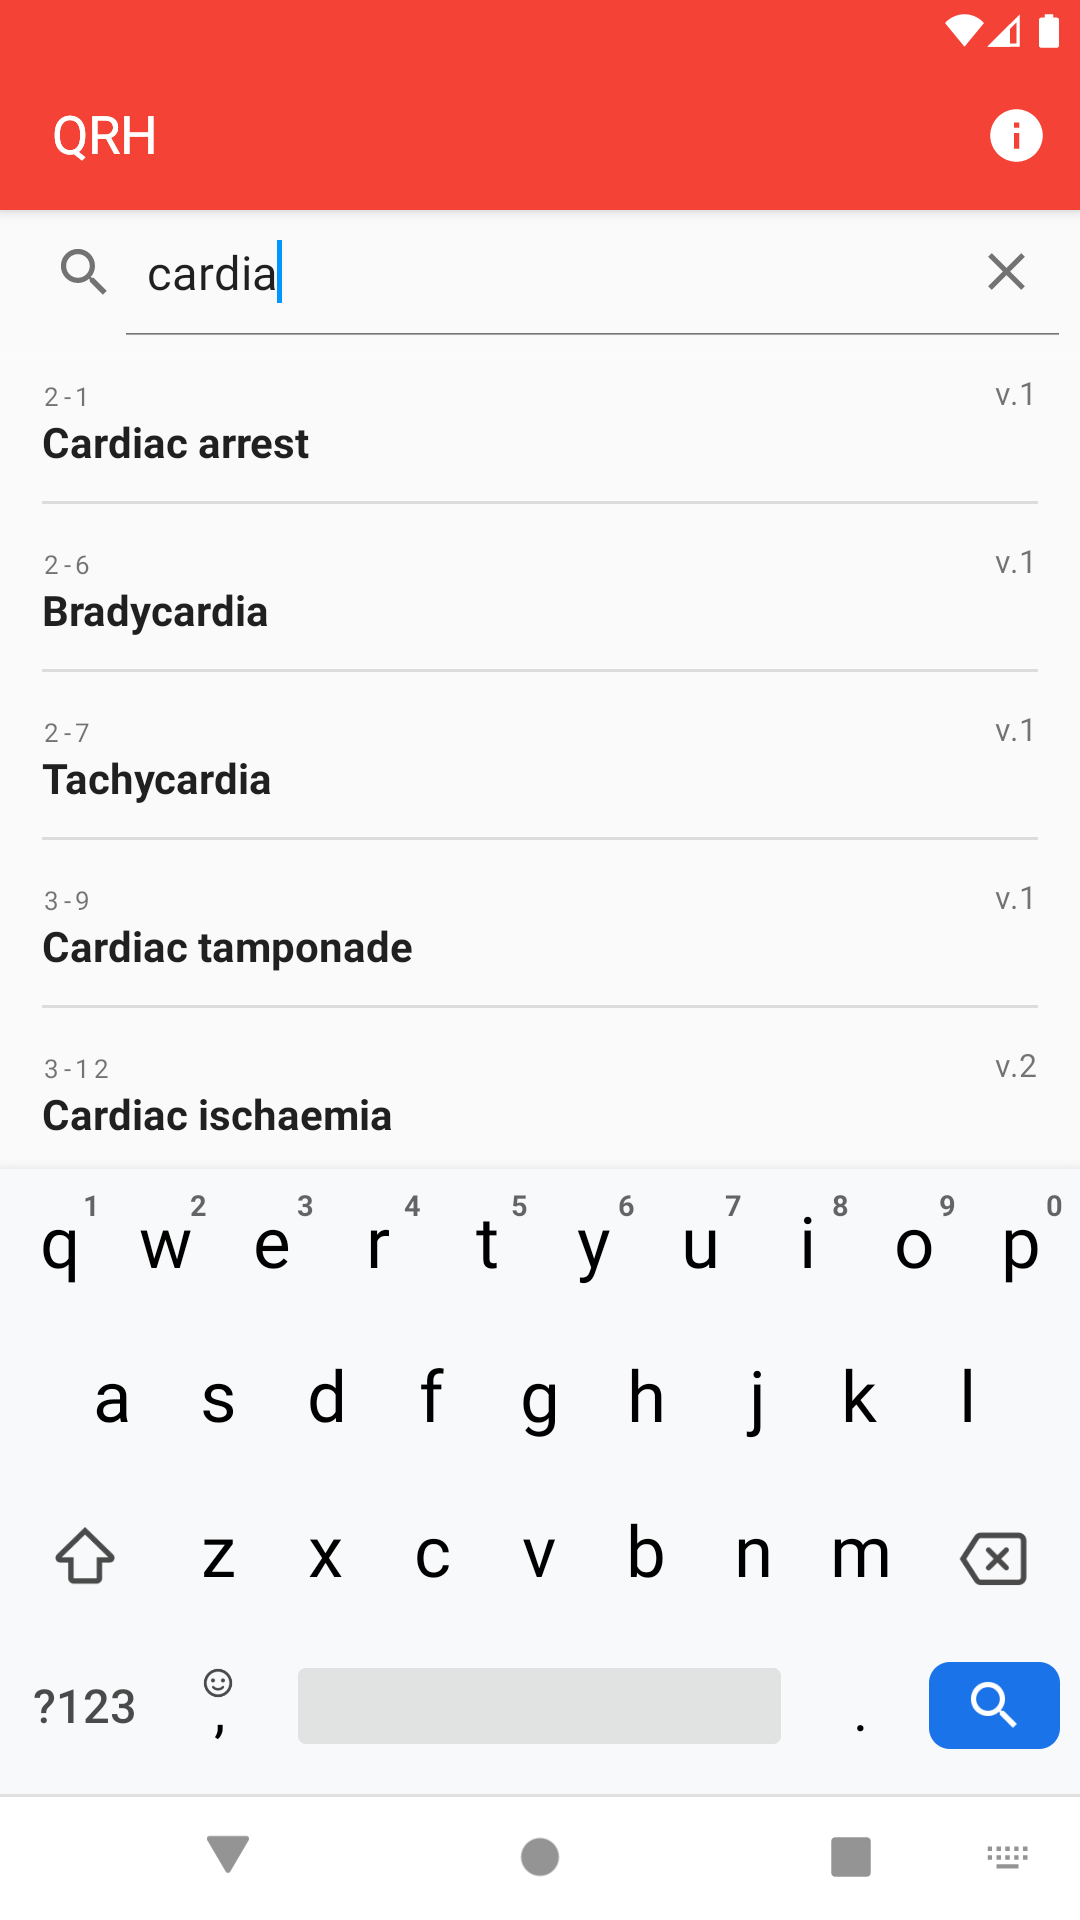 QRH
cardia
2-1
v.1
Cardiac arrest
2-6
v.1
Bradycardia
2-7
v.1
Tachycardia
3-9
v.1
Cardiac tamponade
3-12
v.2
Cardiac ischaemia
1 2 3 4 5 6 7 8 9 0
q w e r t y u i o p
a s d f g h j k l
z x c v b n m
?123 , .